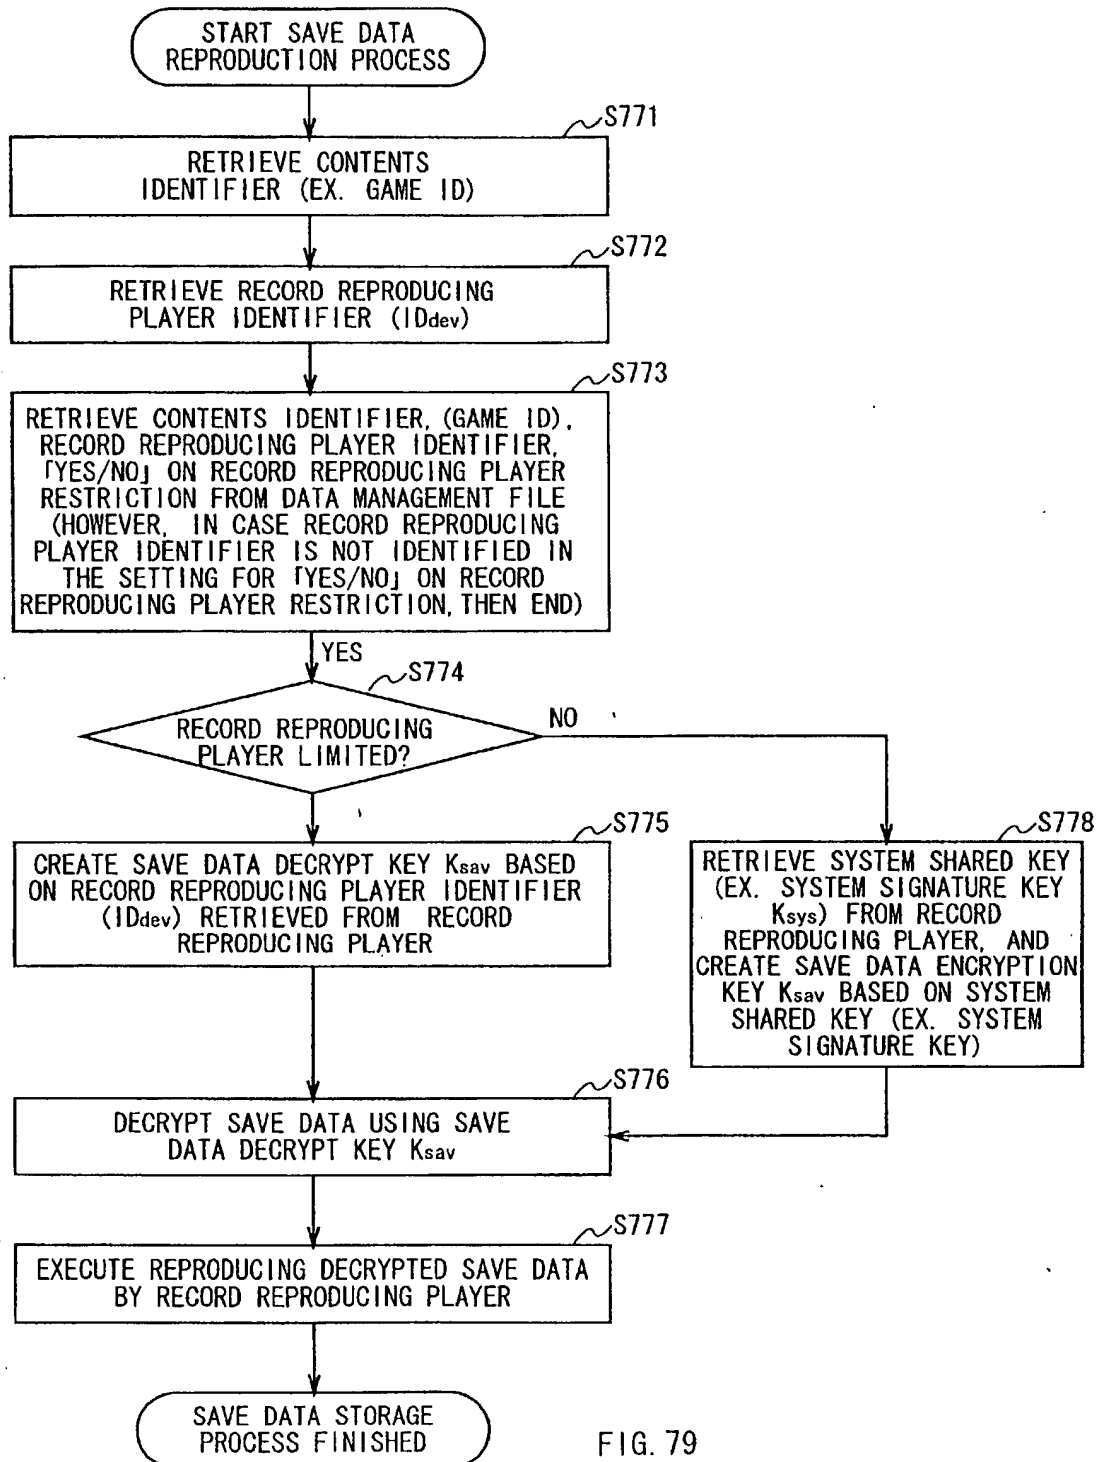 START SAVE DATA
REPRODUCTION PROCESS
S771
RETRIEVE CONTENTS
IDENTIFIER (EX. GAME ID)
S772
RETRIEVE RECORD REPRODUCING
PLAYER IDENTIFIER (IDdev)
S773
RETRIEVE CONTENTS IDENTIFIER, (GAME ID),
RECORD REPRODUCING PLAYER IDENTIFIER,
「YES/NO」 ON RECORD REPRODUCING PLAYER
RESTRICTION FROM DATA MANAGEMENT FILE
(HOWEVER, IN CASE RECORD REPRODUCING
PLAYER IDENTIFIER IS NOT IDENTIFIED IN
THE SETTING FOR 「YES/NO」 ON RECORD
REPRODUCING PLAYER RESTRICTION, THEN END)
YES
S774
RECORD REPRODUCING
PLAYER LIMITED?
NO
S775
CREATE SAVE DATA DECRYPT KEY Ksav BASED
ON RECORD REPRODUCING PLAYER IDENTIFIER
(IDdev) RETRIEVED FROM RECORD
REPRODUCING PLAYER
S778
RETRIEVE SYSTEM SHARED KEY
(EX. SYSTEM SIGNATURE KEY
Ksys) FROM RECORD
REPRODUCING PLAYER, AND
CREATE SAVE DATA ENCRYPTION
KEY Ksav BASED ON SYSTEM
SHARED KEY (EX. SYSTEM
SIGNATURE KEY)
S776
DECRYPT SAVE DATA USING SAVE
DATA DECRYPT KEY Ksav
S777
EXECUTE REPRODUCING DECRYPTED SAVE DATA
BY RECORD REPRODUCING PLAYER
SAVE DATA STORAGE
PROCESS FINISHED
FIG. 79